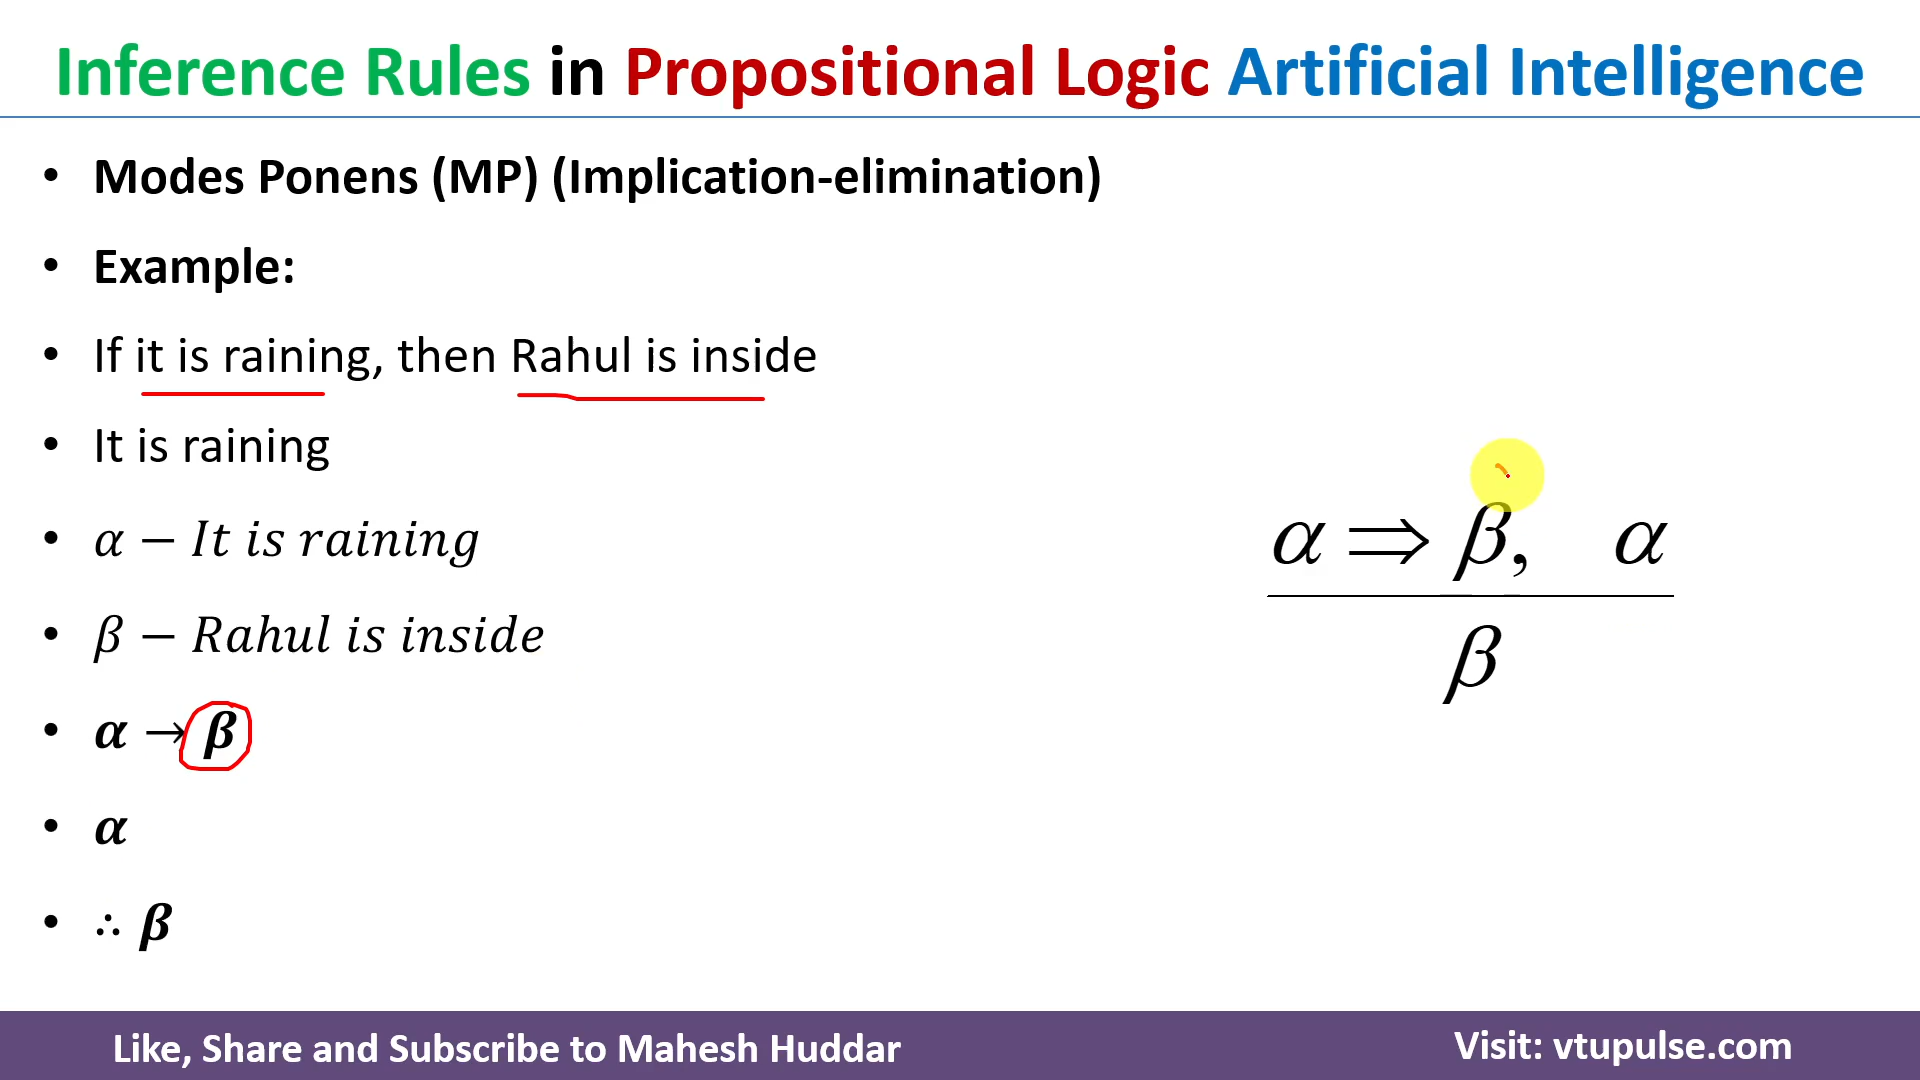 Inference Rules in Propositional Logic Artificial Intelligence
• Modes Ponens (MP) (Implication-elimination)
• Example:
• If it is raining, then Rahul is inside
• It is raining
• α − It is raining
• β − Rahul is inside
• α → β
• α
• ∴ β
α ⇒ β, α
β
Like, Share and Subscribe to Mahesh Huddar
Visit: vtupulse.com